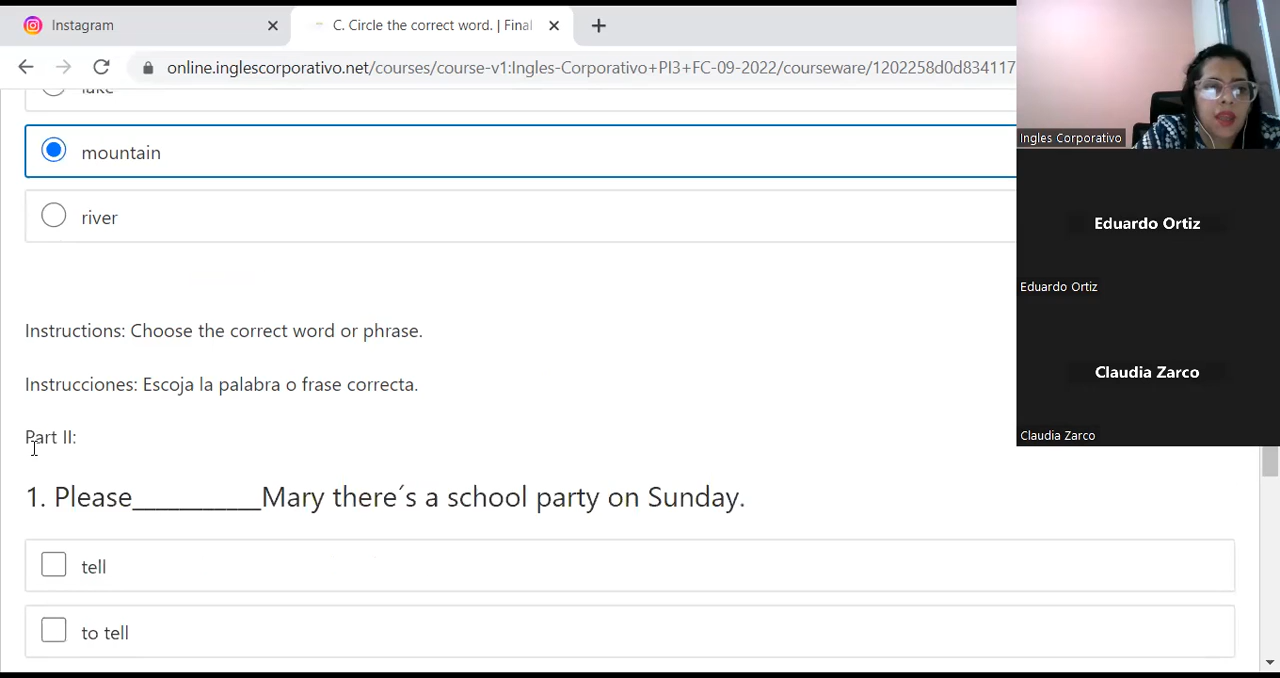 Instagram
C. Circle the correct word. | Final
online.inglescorporativo.net/courses/course-v1:Ingles-Corporativo+PI3+FC-09-2022/courseware/1202258d0d834117
lake
mountain
river
Instructions: Choose the correct word or phrase.
Instrucciones: Escoja la palabra o frase correcta.
Part II:
1. Please___________Mary there´s a school party on Sunday.
tell
to tell
Ingles Corporativo
Eduardo Ortiz
Eduardo Ortiz
Claudia Zarco
Claudia Zarco